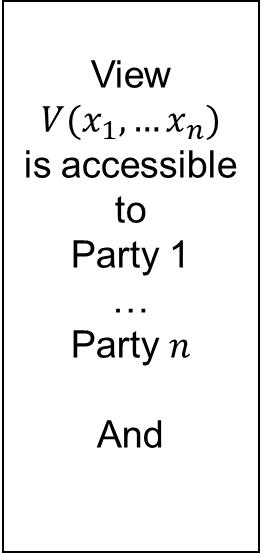 View
𝑉(𝑥₁, … 𝑥ₙ)
is accessible
to
Party 1
…
Party 𝑛
And